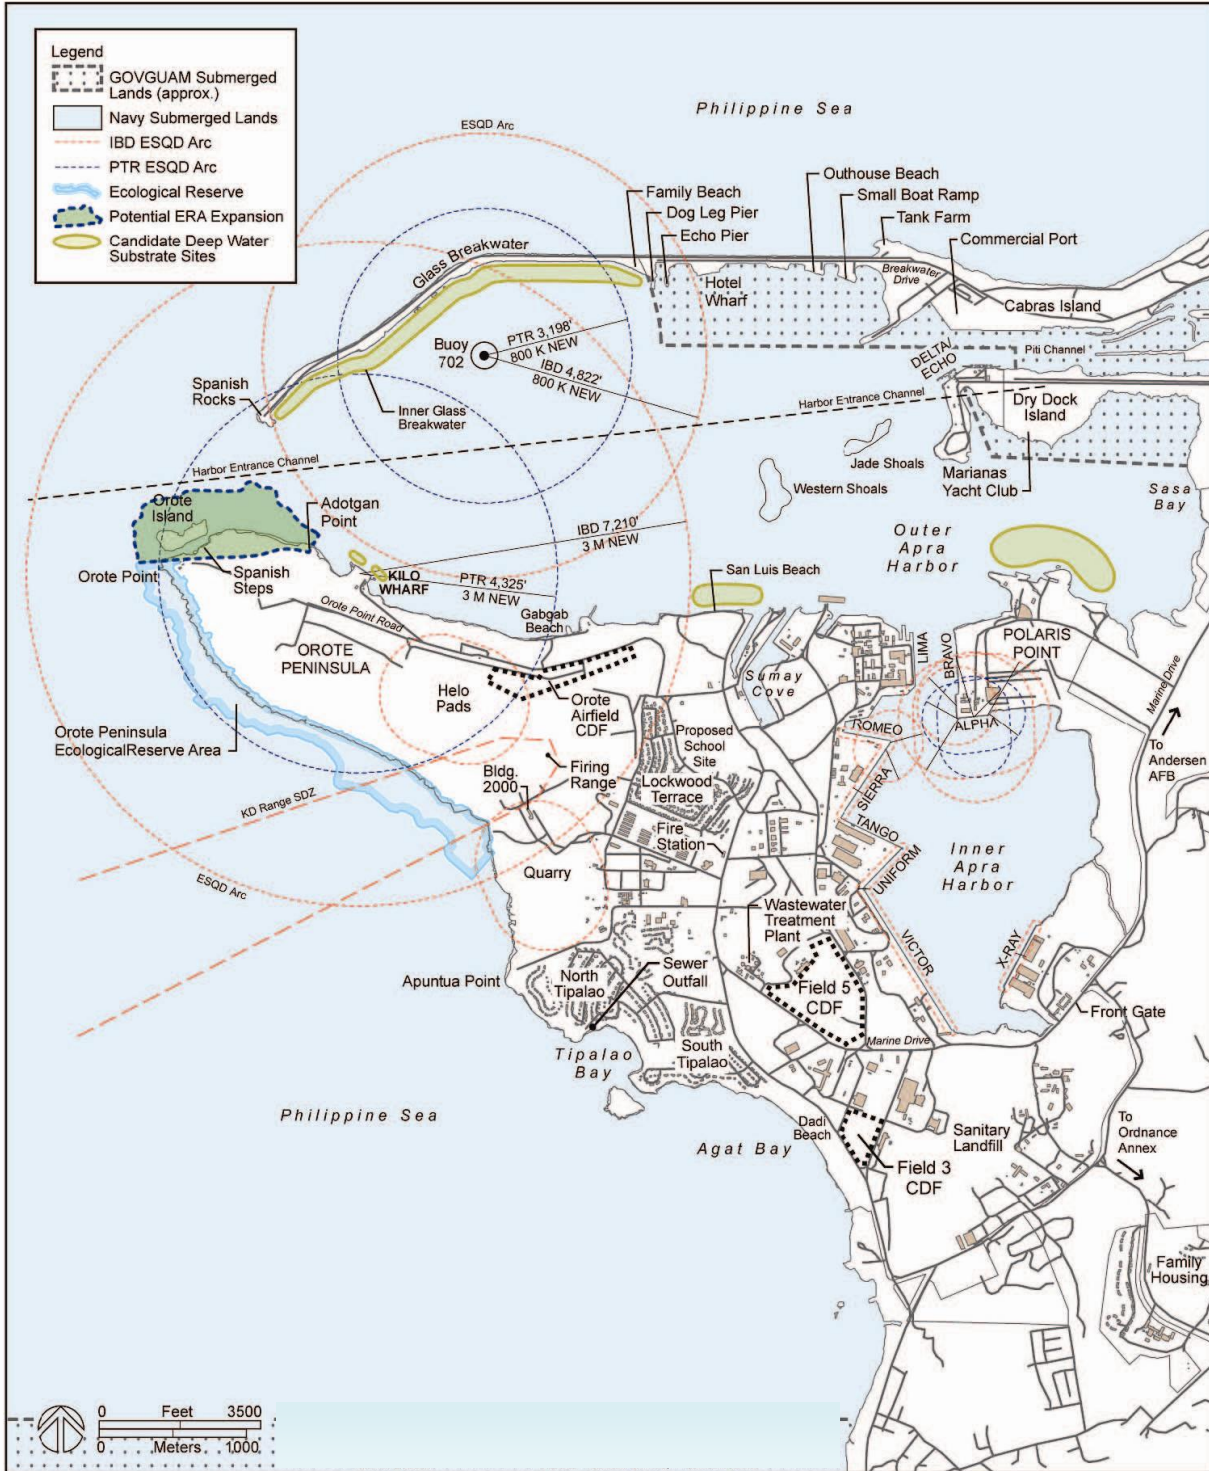 Legend
GOVGUAM Submerged
Lands (approx.)
Navy Submerged Lands
IBD ESQD Arc
PTR ESQD Arc
Ecological Reserve
Potential ERA Expansion
Candidate Deep Water
Substrate Sites
Philippine Sea
ESQD Arc
Outhouse Beach
Family Beach
Small Boat Ramp
Dog Leg Pier
Tank Farm
Echo Pier
Commercial Port
Glass Breakwater
Breakwater
Drive
Hotel
Wharf
Cabras Island
PTR 3,198'
800 K NEW
Buoy
702
IBD 4,822'
800 K NEW
DELTA/
ECHO
Piti Channel
Spanish
Rocks
Inner Glass
Breakwater
Harbor Entrance Channel
Dry Dock
Island
Harbor Entrance Channel
Jade Shoals
Marianas
Yacht Club
Western Shoals
Sasa
Bay
Orote
Island
Adotgan
Point
IBD 7,210'
3 M NEW
Outer
Apra
Harbor
Orote Point
Spanish
Steps
KILO
WHARF
PTR 4,325'
3 M NEW
San Luis Beach
Orote Point Road
Gabgab
Beach
OROTE
PENINSULA
LIMA
BRAVO
POLARIS
POINT
Sumay
Cove
Helo
Pads
Orote
Airfield
CDF
ROMEO
ALPHA
Marine Drive
Orote Peninsula
EcologicalReserve Area
Proposed
School
Site
To
Andersen
AFB
Firing
Range
Bldg.
2000
Lockwood
Terrace
SIERRA
KD Range SDZ
Fire
Station
TANGO
Inner
Apra
Harbor
UNIFORM
ESQD Arc
Quarry
Wastewater
Treatment
Plant
VICTOR
X-RAY
Apuntua Point
North
Tipalao
Sewer
Outfall
Field 5
CDF
Front Gate
Marine Drive
South
Tipalao
Tipalao
Bay
Philippine Sea
Dadi
Beach
Agat Bay
Sanitary
Landfill
To
Ordnance
Annex
Field 3
CDF
Family
Housing
0 Feet 3500
0 Meters 1,000